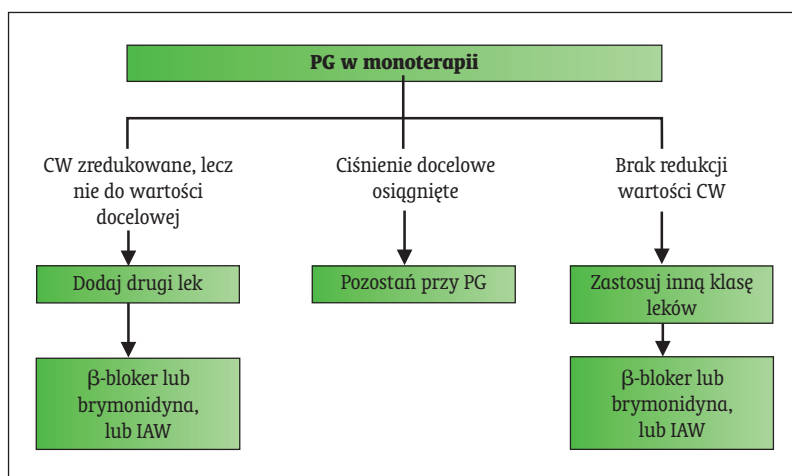 PG w monoterapii
CW zredukowane, lecz
nie do wartości
docelowej
Ciśnienie docelowe
osiągnięte
Brak redukcji
wartości CW
Dodaj drugi lek
Pozostań przy PG
Zastosuj inną klasę
leków
β-bloker lub
brymonidyna,
lub IAW
β-bloker lub
brymonidyna,
lub IAW